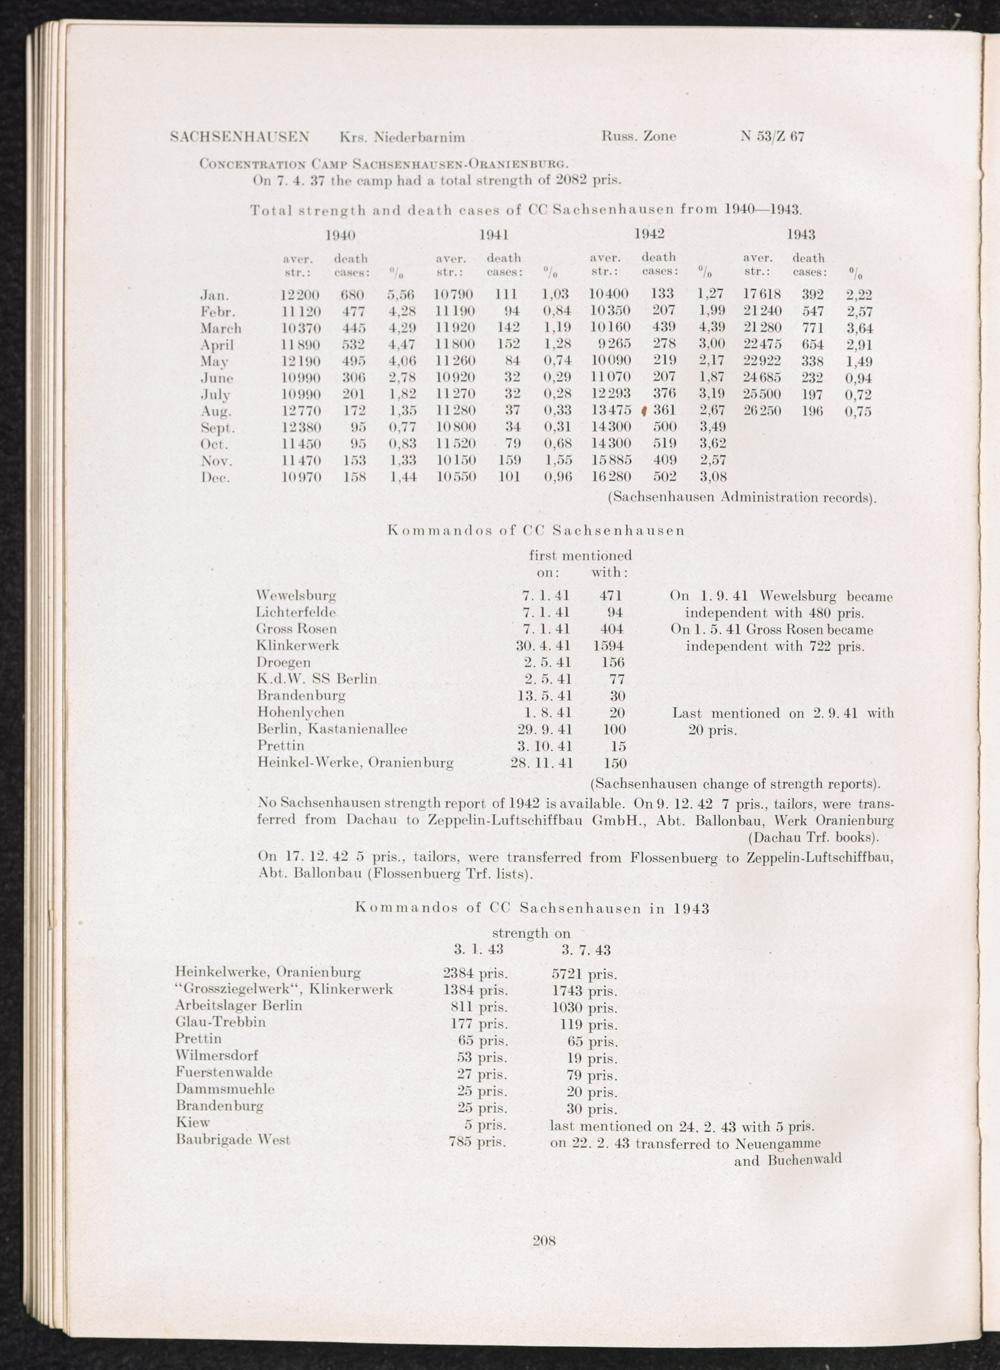 SACHSENHAUSEN Krs. Niederbarnim Russ. Zone N 53/Z 67
CONCENTRATION CAMP SACHSENHAUSEN-ORANIENBURG.
On 7. 4. 37 the camp had a total strength of 2082 pris.
Total strength and death cases of CC Sachsenhausen from 1940—1943.
1940 1941 1942 1943
aver. death aver. death aver. death aver. death
str.: cases: % str.: cases: % str.: cases: % str.: cases: %
Jan. 12200 680 5,56 10790 111 1,03 10400 133 1,27 17618 392 2,22
Febr. 11120 477 4,28 11190 94 0,84 10350 207 1,99 21240 547 2,57
March 10370 445 4,29 11920 142 1,19 10160 439 4,39 21280 771 3,64
April 11890 532 4,47 11800 152 1,28 9265 278 3,00 22475 654 2,91
May 12190 495 4,06 11260 84 0,74 10090 219 2,17 22922 338 1,49
June 10990 306 2,78 10920 32 0,29 11070 207 1,87 24685 232 0,94
July 10990 201 1,82 11270 32 0,28 12293 376 3,19 25500 197 0,72
Aug. 12770 172 1,35 11280 37 0,33 13475 361 2,67 26250 196 0,75
Sept. 12380 95 0,77 10800 34 0,31 14300 500 3,49
Oct. 11450 95 0,83 11520 79 0,68 14300 519 3,62
Nov. 11470 153 1,33 10150 159 1,55 15885 409 2,57
Dec. 10970 158 1,44 10550 101 0,96 16280 502 3,08
(Sachsenhausen Administration records).
Kommandos of CC Sachsenhausen
first mentioned
on: with:
Wewelsburg 7. 1. 41 471 On 1. 9. 41 Wewelsburg became
Lichterfelde 7. 1. 41 94 independent with 480 pris.
Gross Rosen 7. 1. 41 404 On 1. 5. 41 Gross Rosen became
Klinkerwerk 30. 4. 41 1594 independent with 722 pris.
Droegen 2. 5. 41 156
K.d.W. SS Berlin 2. 5. 41 77
Brandenburg 13. 5. 41 30
Hohenlychen 1. 8. 41 20 Last mentioned on 2. 9. 41 with
Berlin, Kastanienallee 29. 9. 41 100 20 pris.
Prettin 3. 10. 41 15
Heinkel-Werke, Oranienburg 28. 11. 41 150
(Sachsenhausen change of strength reports).
No Sachsenhausen strength report of 1942 is available. On 9. 12. 42 7 pris., tailors, were trans-
ferred from Dachau to Zeppelin-Luftschiffbau GmbH., Abt. Ballonbau, Werk Oranienburg
(Dachau Trf. books).
On 17. 12. 42 5 pris., tailors, were transferred from Flossenbuerg to Zeppelin-Luftschiffbau,
Abt. Ballonbau (Flossenbuerg Trf. lists).
Kommandos of CC Sachsenhausen in 1943
strength on
3. 1. 43 3. 7. 43
Heinkelwerke, Oranienburg 2384 pris. 5721 pris.
“Grossziegelwerk“, Klinkerwerk 1384 pris. 1743 pris.
Arbeitslager Berlin 811 pris. 1030 pris.
Glau-Trebbin 177 pris. 119 pris.
Prettin 65 pris. 65 pris.
Wilmersdorf 53 pris. 19 pris.
Fuerstenwalde 27 pris. 79 pris.
Dammsmuehle 25 pris. 20 pris.
Brandenburg 25 pris. 30 pris.
Kiew 5 pris. last mentioned on 24. 2. 43 with 5 pris.
Baubrigade West 785 pris. on 22. 2. 43 transferred to Neuengamme
and Buchenwald
208